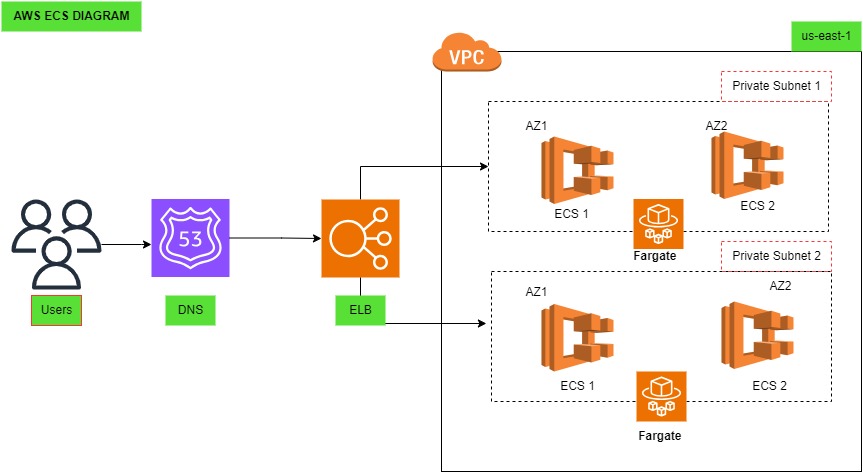 AWS ECS DIAGRAM
us-east-1
VPC
Private Subnet 1
AZ1
AZ2
ECS 1
ECS 2
Fargate
53
Users
DNS
ELB
Private Subnet 2
AZ1
AZ2
ECS 1
ECS 2
Fargate